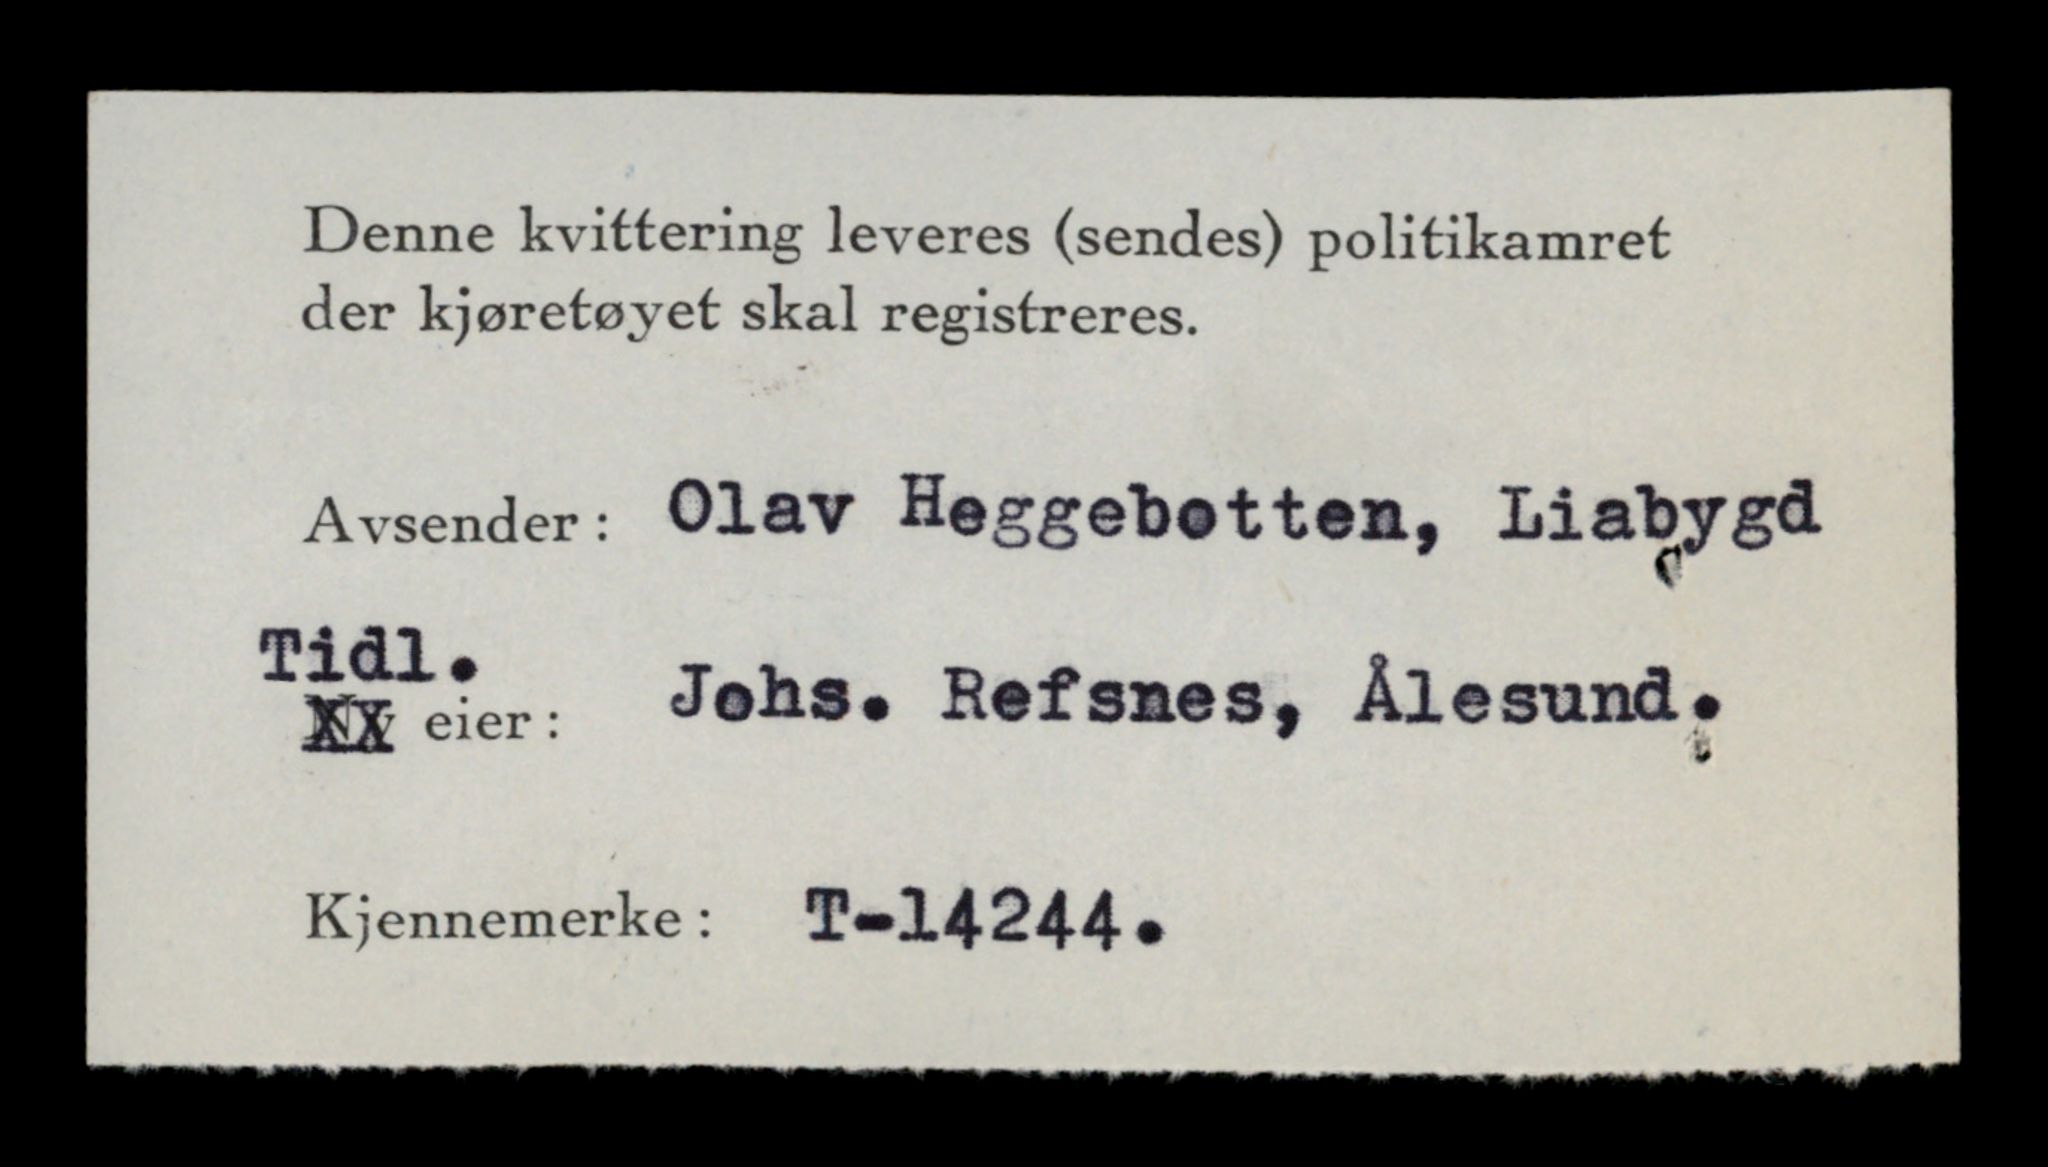 Denne kvittering leveres (sendes) politikamret
der kjøretøyet skal registreres.
Avsender: Olav Heggebotten, Liabygd
Tidl.
XX eier: Johs. Refsnes, Ålesund.
Kjennemerke: T-14244.